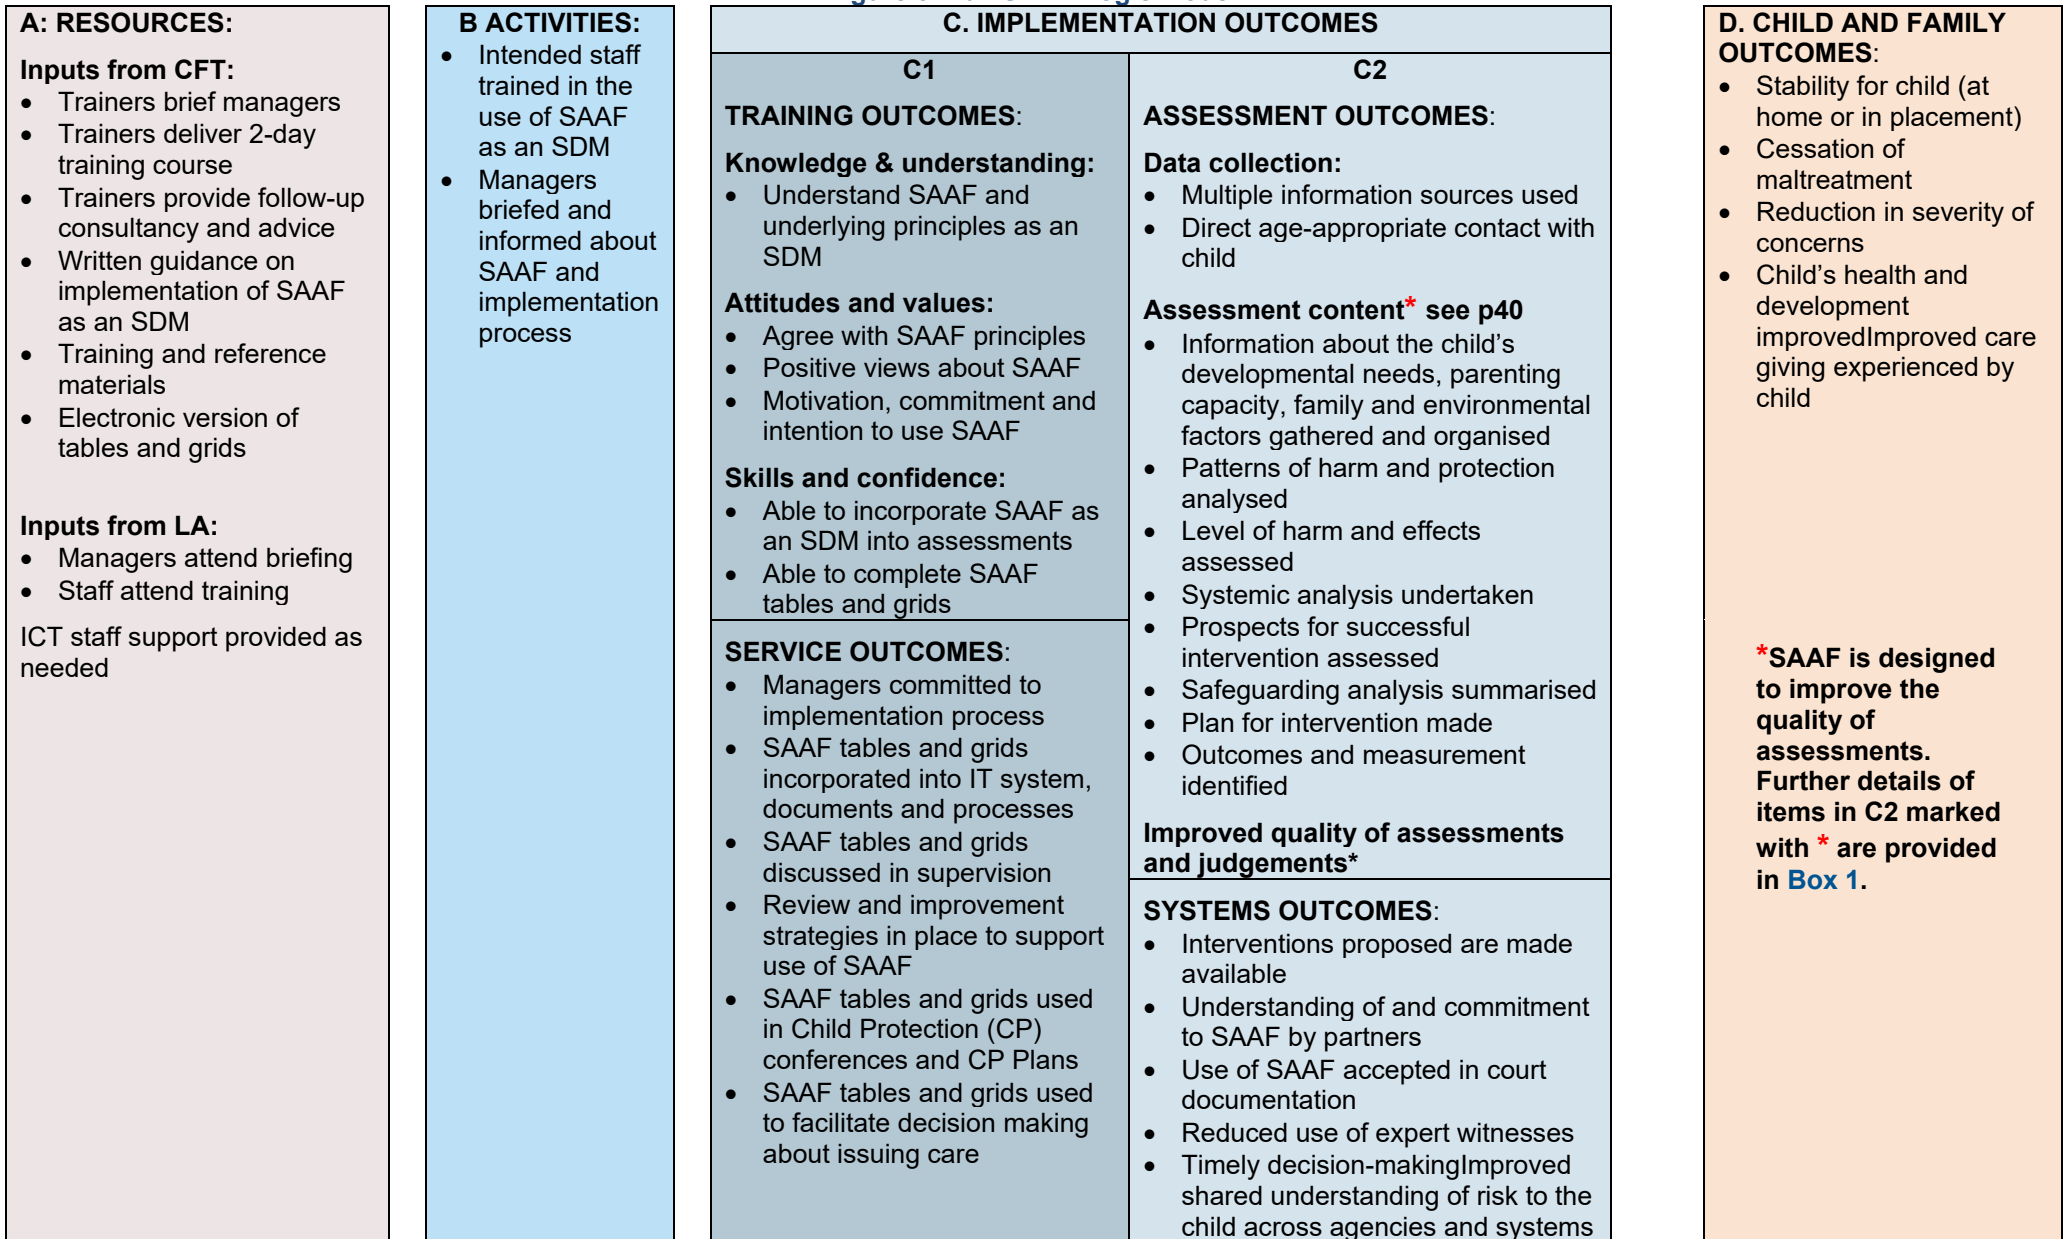 A: RESOURCES:
Inputs from CFT:
• Trainers brief managers
• Trainers deliver 2-day
training course
• Trainers provide follow-up
consultancy and advice
• Written guidance on
implementation of SAAF
as an SDM
• Training and reference
materials
• Electronic version of
tables and grids
Inputs from LA:
• Managers attend briefing
• Staff attend training
ICT staff support provided as
needed
B ACTIVITIES:
• Intended staff
trained in the
use of SAAF
as an SDM
• Managers
briefed and
informed about
SAAF and
implementation
process
C. IMPLEMENTATION OUTCOMES
C1
TRAINING OUTCOMES:
Knowledge & understanding:
• Understand SAAF and
underlying principles as an
SDM
Attitudes and values:
• Agree with SAAF principles
• Positive views about SAAF
• Motivation, commitment and
intention to use SAAF
Skills and confidence:
• Able to incorporate SAAF as
an SDM into assessments
• Able to complete SAAF
tables and grids
SERVICE OUTCOMES:
• Managers committed to
implementation process
• SAAF tables and grids
incorporated into IT system,
documents and processes
• SAAF tables and grids
discussed in supervision
• Review and improvement
strategies in place to support
use of SAAF
• SAAF tables and grids used
in Child Protection (CP)
conferences and CP Plans
• SAAF tables and grids used
to facilitate decision making
about issuing care
C2
ASSESSMENT OUTCOMES:
Data collection:
• Multiple information sources used
• Direct age-appropriate contact with
child
Assessment content* see p40
• Information about the child’s
developmental needs, parenting
capacity, family and environmental
factors gathered and organised
• Patterns of harm and protection
analysed
• Level of harm and effects
assessed
• Systemic analysis undertaken
• Prospects for successful
intervention assessed
• Safeguarding analysis summarised
• Plan for intervention made
• Outcomes and measurement
identified
Improved quality of assessments
and judgements*
SYSTEMS OUTCOMES:
• Interventions proposed are made
available
• Understanding of and commitment
to SAAF by partners
• Use of SAAF accepted in court
documentation
• Reduced use of expert witnesses
• Timely decision-makingImproved
shared understanding of risk to the
child across agencies and systems
D. CHILD AND FAMILY
OUTCOMES:
• Stability for child (at
home or in placement)
• Cessation of
maltreatment
• Reduction in severity of
concerns
• Child’s health and
development
improvedImproved care
giving experienced by
child
*SAAF is designed
to improve the
quality of
assessments.
Further details of
items in C2 marked
with * are provided
in Box 1.